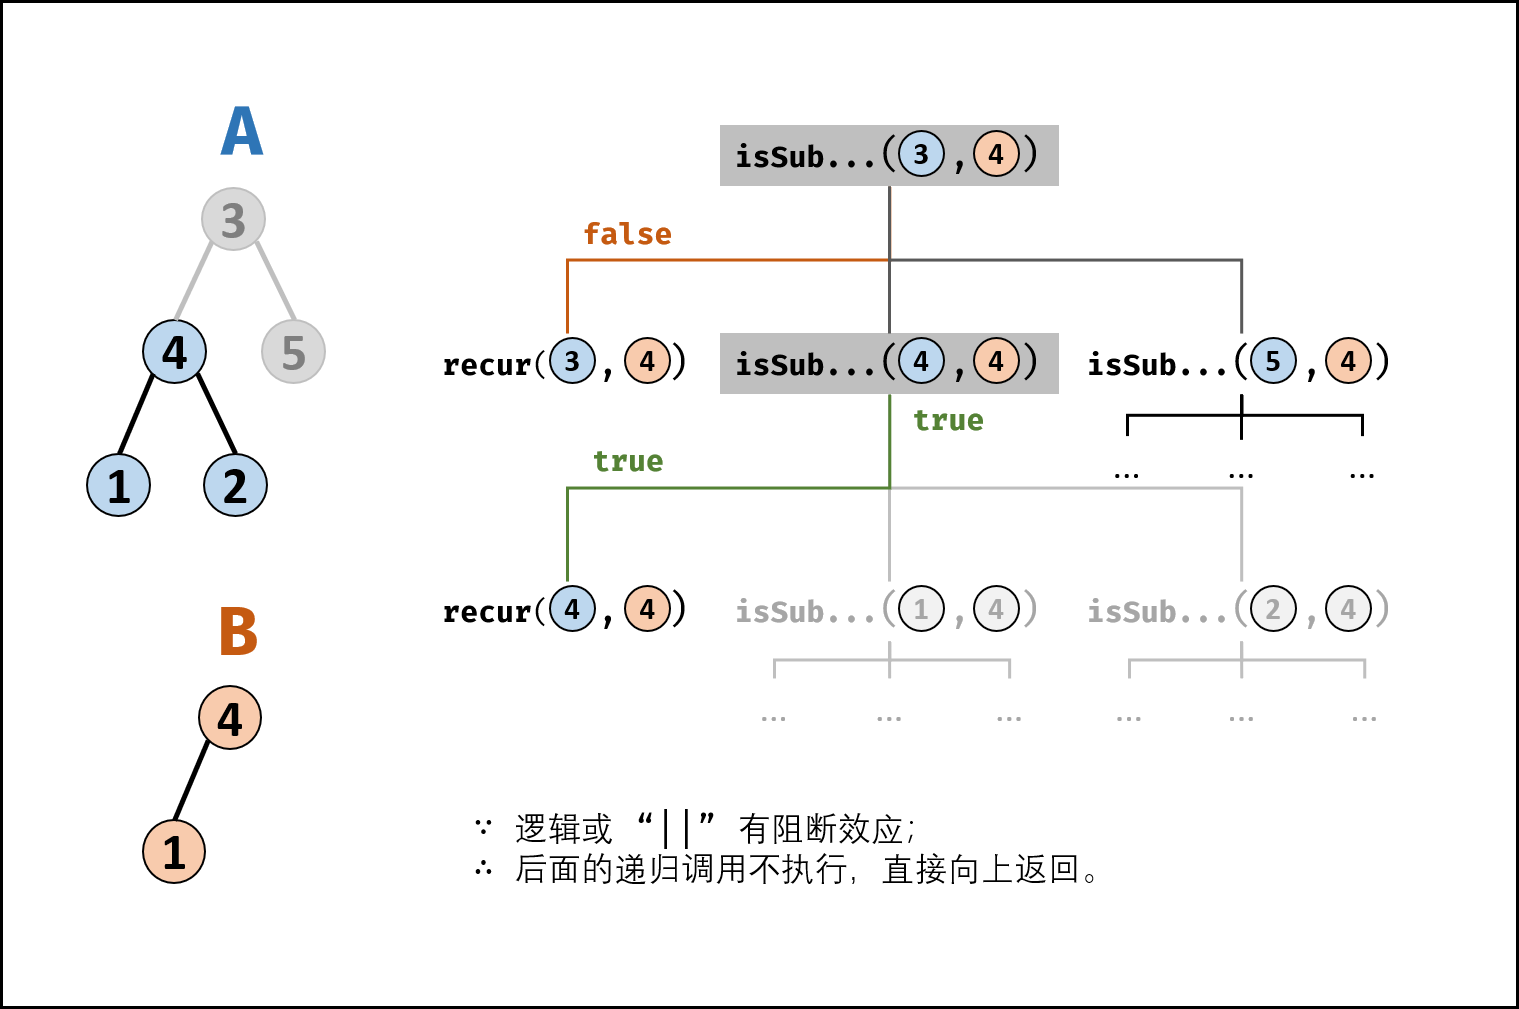 A
3
4
5
1
2
B
4
1
isSub...(3,4)
false
recur(3,4)
isSub...(4,4)
isSub...(5,4)
true
... ... ...
true
recur(4,4)
isSub...(1,4)
isSub...(2,4)
... ... ... ... ... ...
∵ 逻辑或 “||” 有阻断效应;
∴ 后面的递归调用不执行, 直接向上返回。